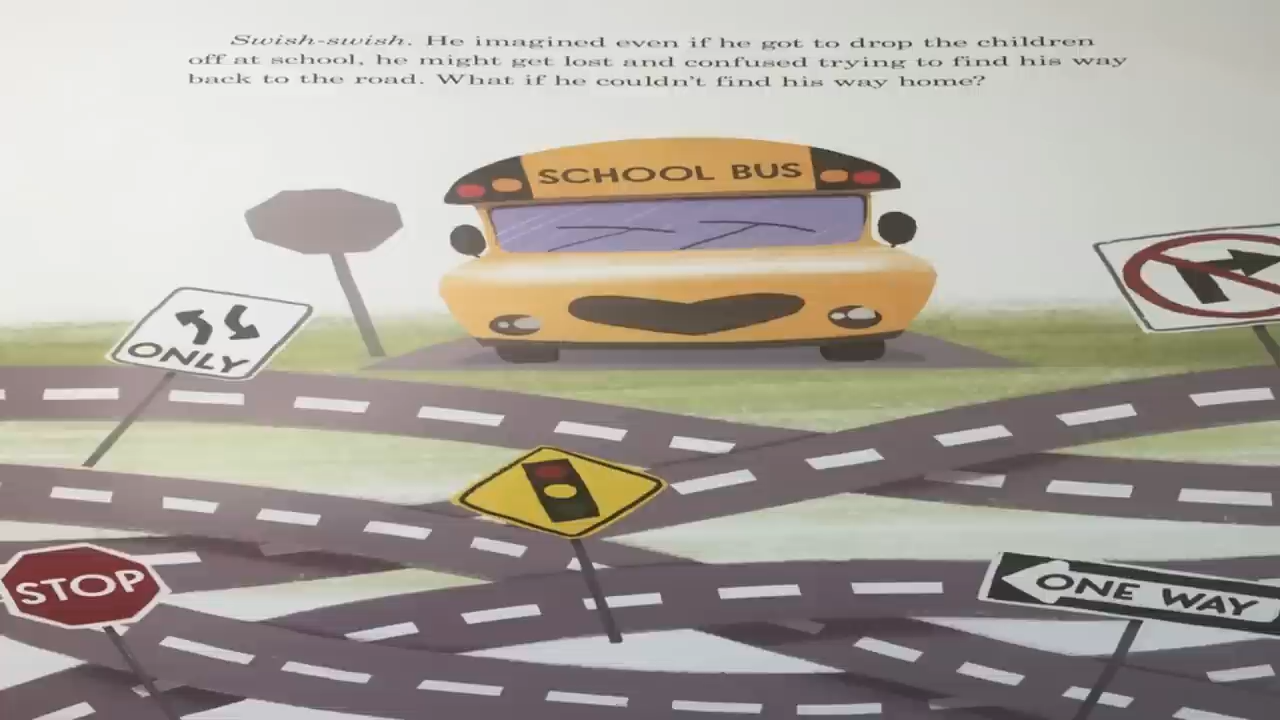 Swish-swish. He imagined even if he got to drop the children
off at school, he might get lost and confused trying to find his way
back to the road. What if he couldn't find his way home?
SCHOOL BUS
ONLY
STOP
ONE WAY